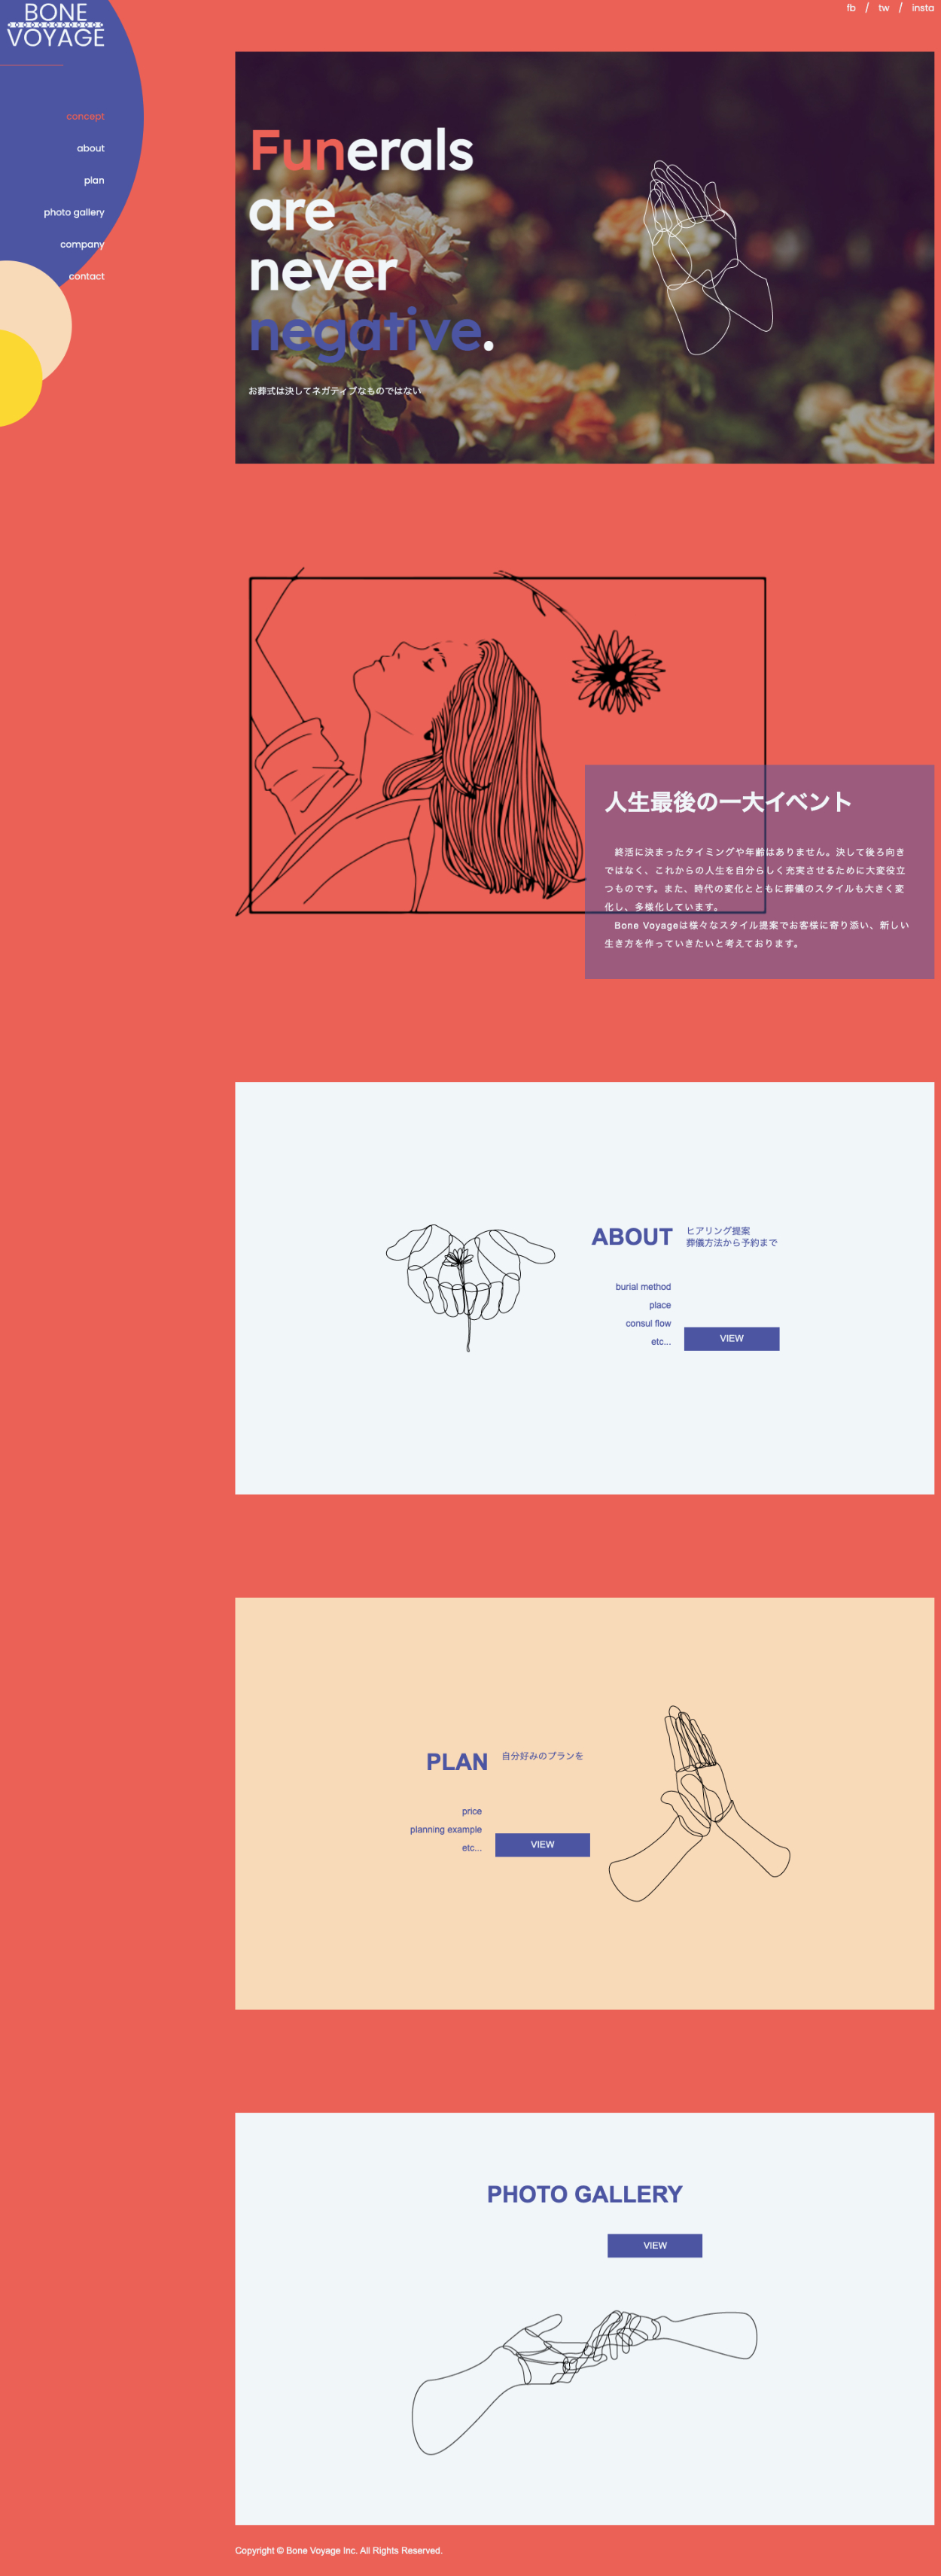 BONE
VOYAGE
fb / tw / insta
concept
about
plan
photo gallery
company
contact
Funerals
are
never
negative.
お葬式は決してネガティブなものではない
人生最後の一大イベント
終活に決まったタイミングや年齢はありません。決して後ろ向き
ではなく、これからの人生を自分らしく充実させるために大変役立
つものです。また、時代の変化とともに葬儀のスタイルも大きく変
化し、多様化しています。
Bone Voyageは様々なスタイル提案でお客様に寄り添い、新しい
生き方を作っていきたいと考えております。
ABOUT
ヒアリング提案
葬儀方法から予約まで
burial method
place
consul flow
etc...
VIEW
PLAN
自分好みのプランを
price
planning example
etc...
VIEW
PHOTO GALLERY
VIEW
Copyright © Bone Voyage Inc. All Rights Reserved.